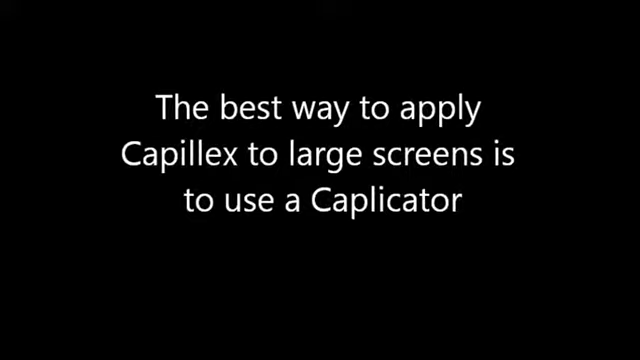 The best way to apply
Capillex to large screens is
to use a Caplicator